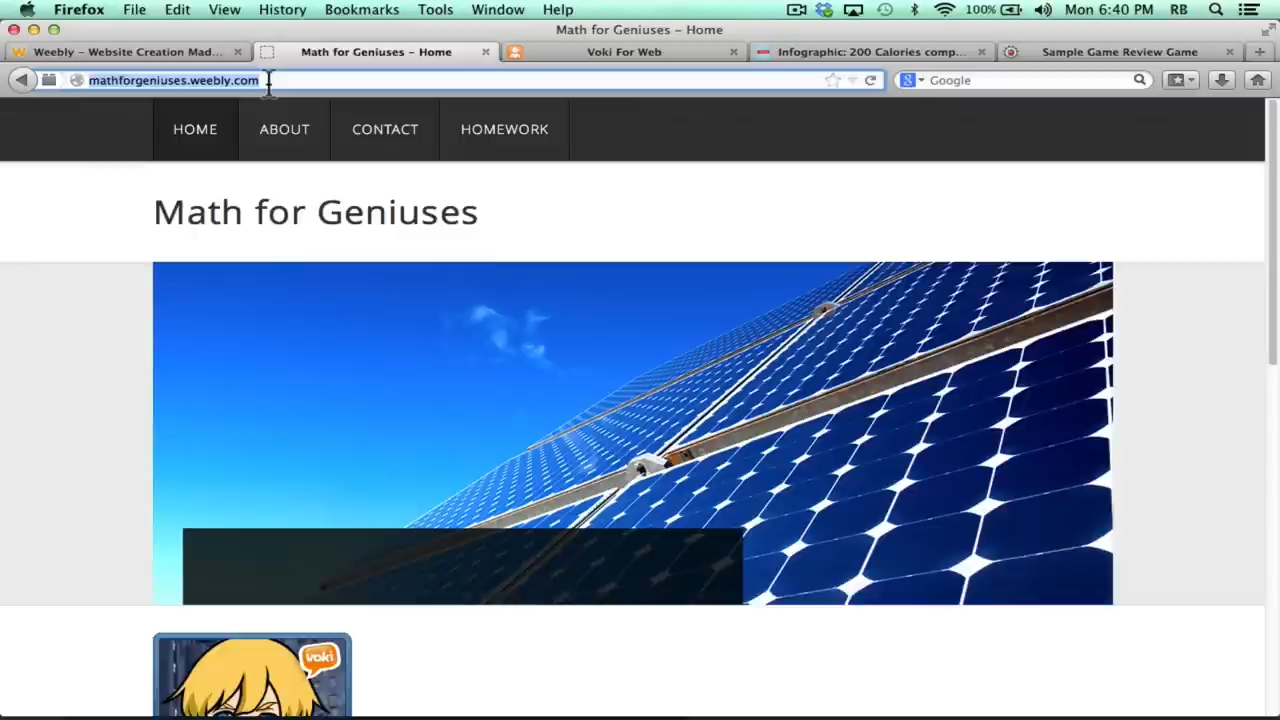 Firefox File Edit View History Bookmarks Tools Window Help 100% Mon 6:40 PM RB
Math for Geniuses – Home
Weebly – Website Creation Mad... Math for Geniuses – Home Voki For Web Infographic: 200 Calories comp... Sample Game Review Game
mathforgeniuses.weebly.com Google
HOME ABOUT CONTACT HOMEWORK
Math for Geniuses
voki